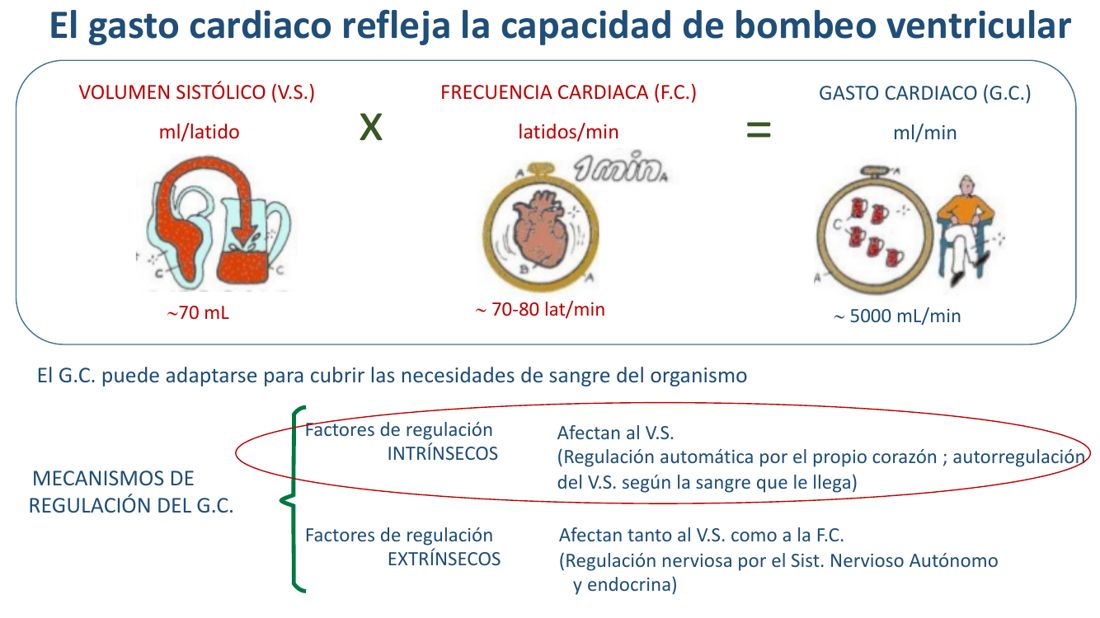 El gasto cardiaco refleja la capacidad de bombeo ventricular
VOLUMEN SISTÓLICO (V.S.)
ml/latido
X
FRECUENCIA CARDIACA (F.C.)
latidos/min
=
GASTO CARDIACO (G.C.)
ml/min
C
C
~70 mL
A
1 min
A
B
A
~ 70-80 lat/min
A
C
A
~ 5000 mL/min
El G.C. puede adaptarse para cubrir las necesidades de sangre del organismo
MECANISMOS DE
REGULACIÓN DEL G.C.
Factores de regulación
INTRÍNSECOS
Afectan al V.S.
(Regulación automática por el propio corazón ; autorregulación
del V.S. según la sangre que le llega)
Factores de regulación
EXTRÍNSECOS
Afectan tanto al V.S. como a la F.C.
(Regulación nerviosa por el Sist. Nervioso Autónomo
y endocrina)